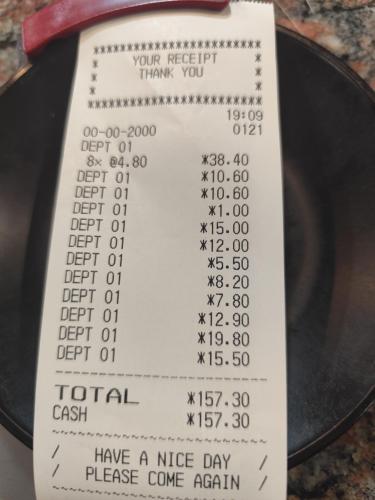 ************************
* YOUR RECEIPT *
* THANK YOU *
* *
************************
19:09
00-00-2000 0121
DEPT 01
8× @4.80 *38.40
DEPT 01 *10.60
DEPT 01 *10.60
DEPT 01 *1.00
DEPT 01 *15.00
DEPT 01 *12.00
DEPT 01 *5.50
DEPT 01 *8.20
DEPT 01 *7.80
DEPT 01 *12.90
DEPT 01 *19.80
DEPT 01 *15.50
------------------------
TOTAL *157.30
CASH *157.30
~~~~~~~~~~~~~~~~~~~~~~~~
/ HAVE A NICE DAY /
/ PLEASE COME AGAIN /
~~~~~~~~~~~~~~~~~~~~~~~~